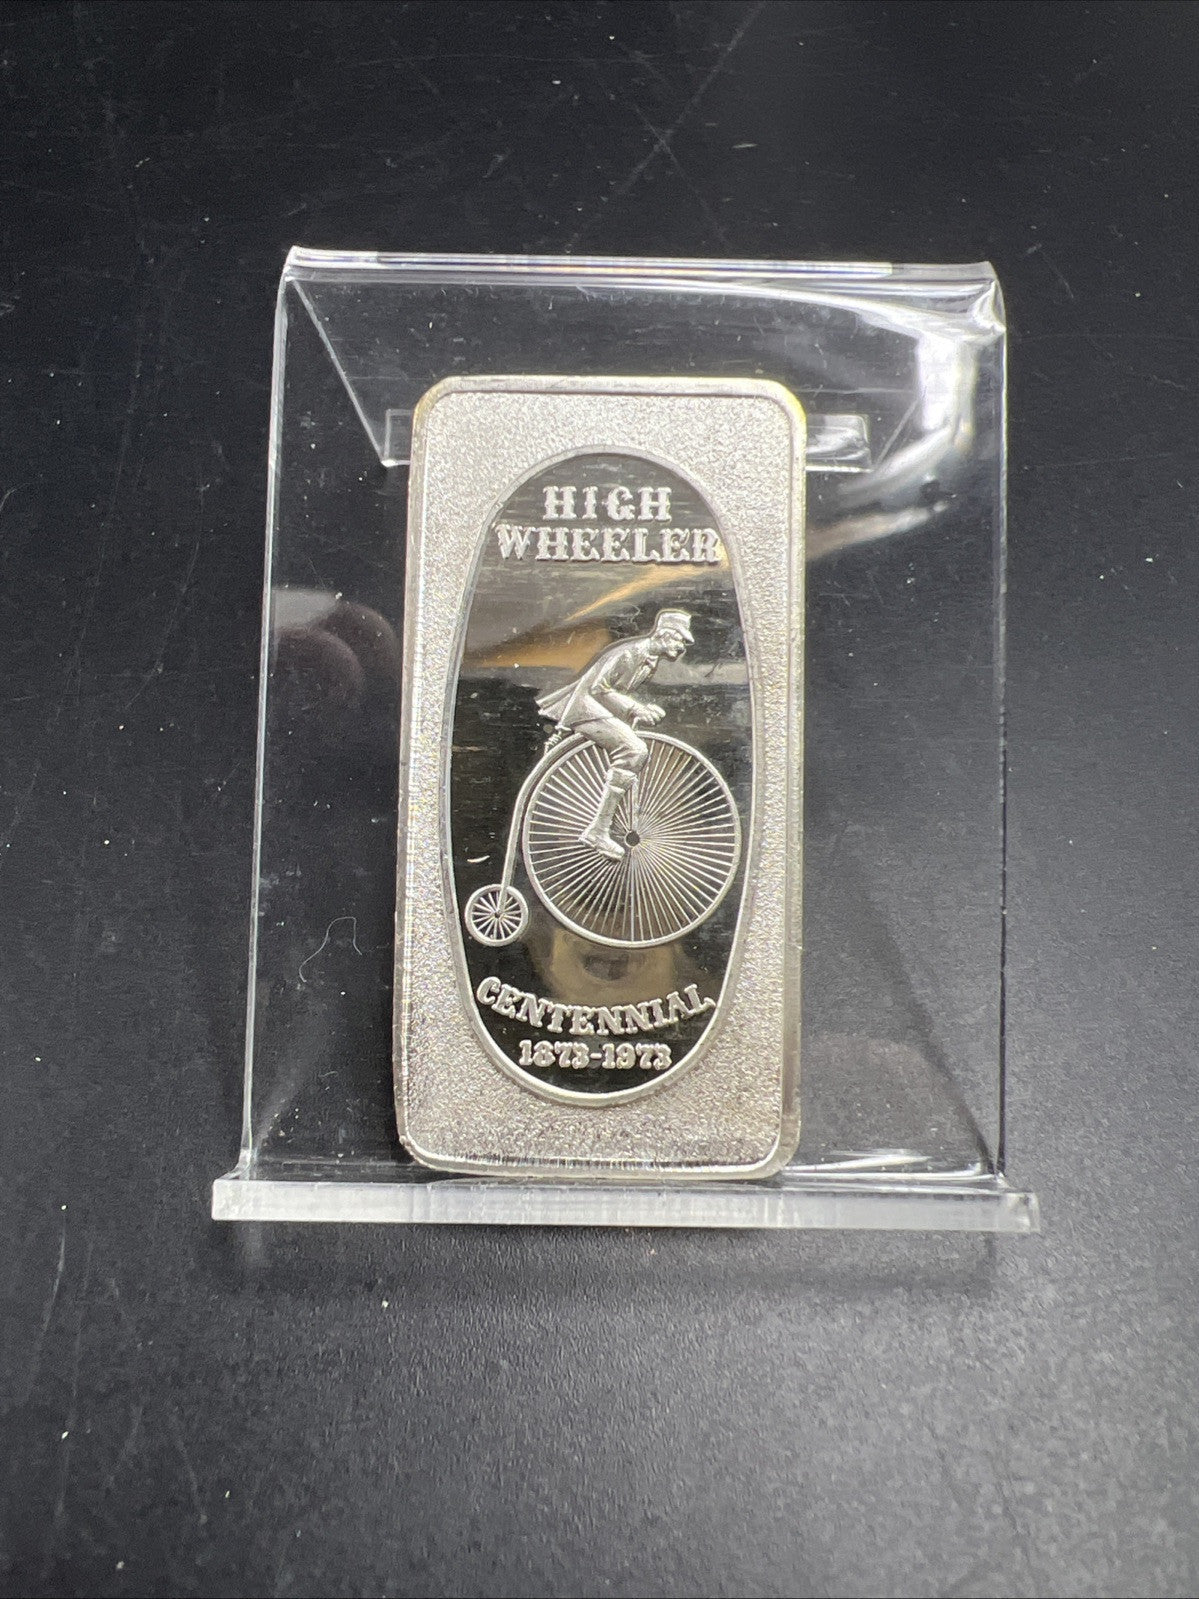 HIGH
WHEELER
CENTENNIAL
1873-1973